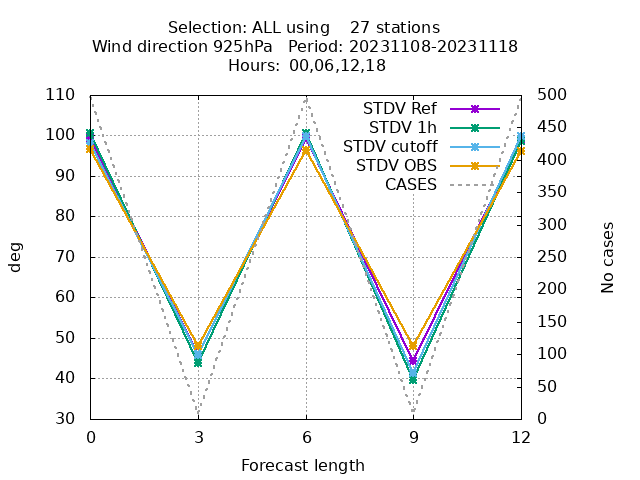 Selection: ALL using    27 stations
Wind direction 925hPa   Period: 20231108-20231118
Hours:  00,06,12,18
STDV Ref
STDV 1h
STDV cutoff
STDV OBS
CASES
110
100
90
80
70
60
50
40
30
deg
500
450
400
350
300
250
200
150
100
50
0
No cases
0 3 6 9 12
Forecast length